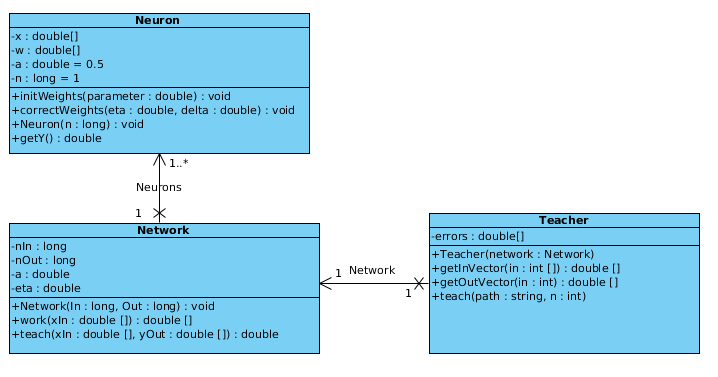 Neuron
-x : double[]
-w : double[]
-a : double = 0.5
-n : long = 1
+initWeights(parameter : double) : void
+correctWeights(eta : double, delta : double) : void
+Neuron(n : long) : void
+getY() : double
1..*
Neurons
1
Network
-nIn : long
-nOut : long
-a : double
-eta : double
+Network(In : long, Out : long) : void
+work(xIn : double []) : double []
+teach(xIn : double [], yOut : double []) : double
1 Network
1
Teacher
-errors : double[]
+Teacher(network : Network)
+getInVector(in : int []) : double []
+getOutVector(in : int) : double []
+teach(path : string, n : int)